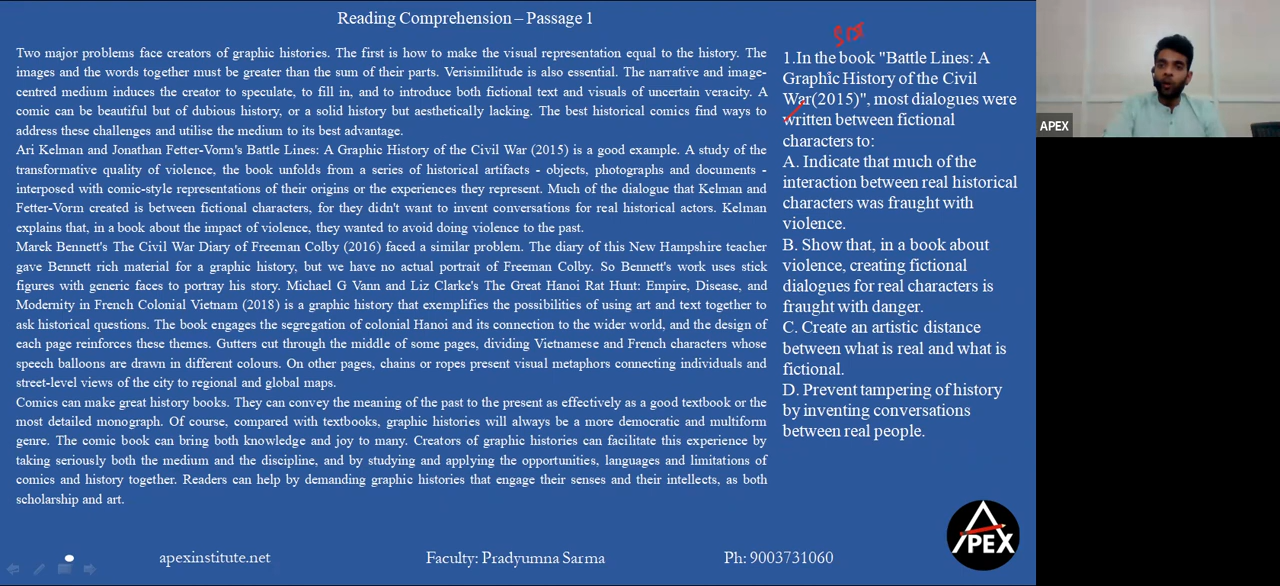 Reading Comprehension – Passage 1
Two major problems face creators of graphic histories. The first is how to make the visual representation equal to the history. The
images and the words together must be greater than the sum of their parts. Verisimilitude is also essential. The narrative and image-
centred medium induces the creator to speculate, to fill in, and to introduce both fictional text and visuals of uncertain veracity. A
comic can be beautiful but of dubious history, or a solid history but aesthetically lacking. The best historical comics find ways to
address these challenges and utilise the medium to its best advantage.
Ari Kelman and Jonathan Fetter-Vorm's Battle Lines: A Graphic History of the Civil War (2015) is a good example. A study of the
transformative quality of violence, the book unfolds from a series of historical artifacts - objects, photographs and documents -
interposed with comic-style representations of their origins or the experiences they represent. Much of the dialogue that Kelman and
Fetter-Vorm created is between fictional characters, for they didn't want to invent conversations for real historical actors. Kelman
explains that, in a book about the impact of violence, they wanted to avoid doing violence to the past.
Marek Bennett's The Civil War Diary of Freeman Colby (2016) faced a similar problem. The diary of this New Hampshire teacher
gave Bennett rich material for a graphic history, but we have no actual portrait of Freeman Colby. So Bennett's work uses stick
figures with generic faces to portray his story. Michael G Vann and Liz Clarke's The Great Hanoi Rat Hunt: Empire, Disease, and
Modernity in French Colonial Vietnam (2018) is a graphic history that exemplifies the possibilities of using art and text together to
ask historical questions. The book engages the segregation of colonial Hanoi and its connection to the wider world, and the design of
each page reinforces these themes. Gutters cut through the middle of some pages, dividing Vietnamese and French characters whose
speech balloons are drawn in different colours. On other pages, chains or ropes present visual metaphors connecting individuals and
street-level views of the city to regional and global maps.
Comics can make great history books. They can convey the meaning of the past to the present as effectively as a good textbook or the
most detailed monograph. Of course, compared with textbooks, graphic histories will always be a more democratic and multiform
genre. The comic book can bring both knowledge and joy to many. Creators of graphic histories can facilitate this experience by
taking seriously both the medium and the discipline, and by studying and applying the opportunities, languages and limitations of
comics and history together. Readers can help by demanding graphic histories that engage their senses and their intellects, as both
scholarship and art.
1.In the book "Battle Lines: A
Graphic History of the Civil
War(2015)", most dialogues were
written between fictional
characters to:
A. Indicate that much of the
interaction between real historical
characters was fraught with
violence.
B. Show that, in a book about
violence, creating fictional
dialogues for real characters is
fraught with danger.
C. Create an artistic distance
between what is real and what is
fictional.
D. Prevent tampering of history
by inventing conversations
between real people.
APEX
APEX
apexinstitute.net
Faculty: Pradyumna Sarma
Ph: 9003731060